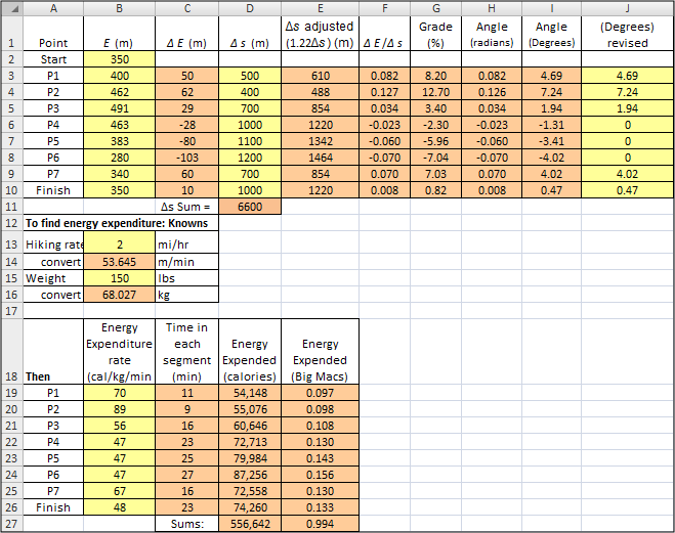 A B C D E F G H I J
1 Point E (m) Δ E (m) Δ s (m) Δs adjusted (1.22Δs) (m) Δ E/Δ s Grade (%) Angle (radians) Angle (Degrees) (Degrees) revised
2 Start 350
3 P1 400 50 500 610 0.082 8.20 0.082 4.69 4.69
4 P2 462 62 400 488 0.127 12.70 0.126 7.24 7.24
5 P3 491 29 700 854 0.034 3.40 0.034 1.94 1.94
6 P4 463 -28 1000 1220 -0.023 -2.30 -0.023 -1.31 0
7 P5 383 -80 1100 1342 -0.060 -5.96 -0.060 -3.41 0
8 P6 280 -103 1200 1464 -0.070 -7.04 -0.070 -4.02 0
9 P7 340 60 700 854 0.070 7.03 0.070 4.02 4.02
10 Finish 350 10 1000 1220 0.008 0.82 0.008 0.47 0.47
11 Δs Sum = 6600
12 To find energy expenditure: Knowns
13 Hiking rate 2 mi/hr
14 convert 53.645 m/min
15 Weight 150 lbs
16 convert 68.027 kg
17
18 Then Energy Expenditure rate (cal/kg/min Time in each segment (min) Energy Expended (calories) Energy Expended (Big Macs)
19 P1 70 11 54,148 0.097
20 P2 89 9 55,076 0.098
21 P3 56 16 60,646 0.108
22 P4 47 23 72,713 0.130
23 P5 47 25 79,984 0.143
24 P6 47 27 87,256 0.156
25 P7 67 16 72,558 0.130
26 Finish 48 23 74,260 0.133
27 Sums: 556,642 0.994